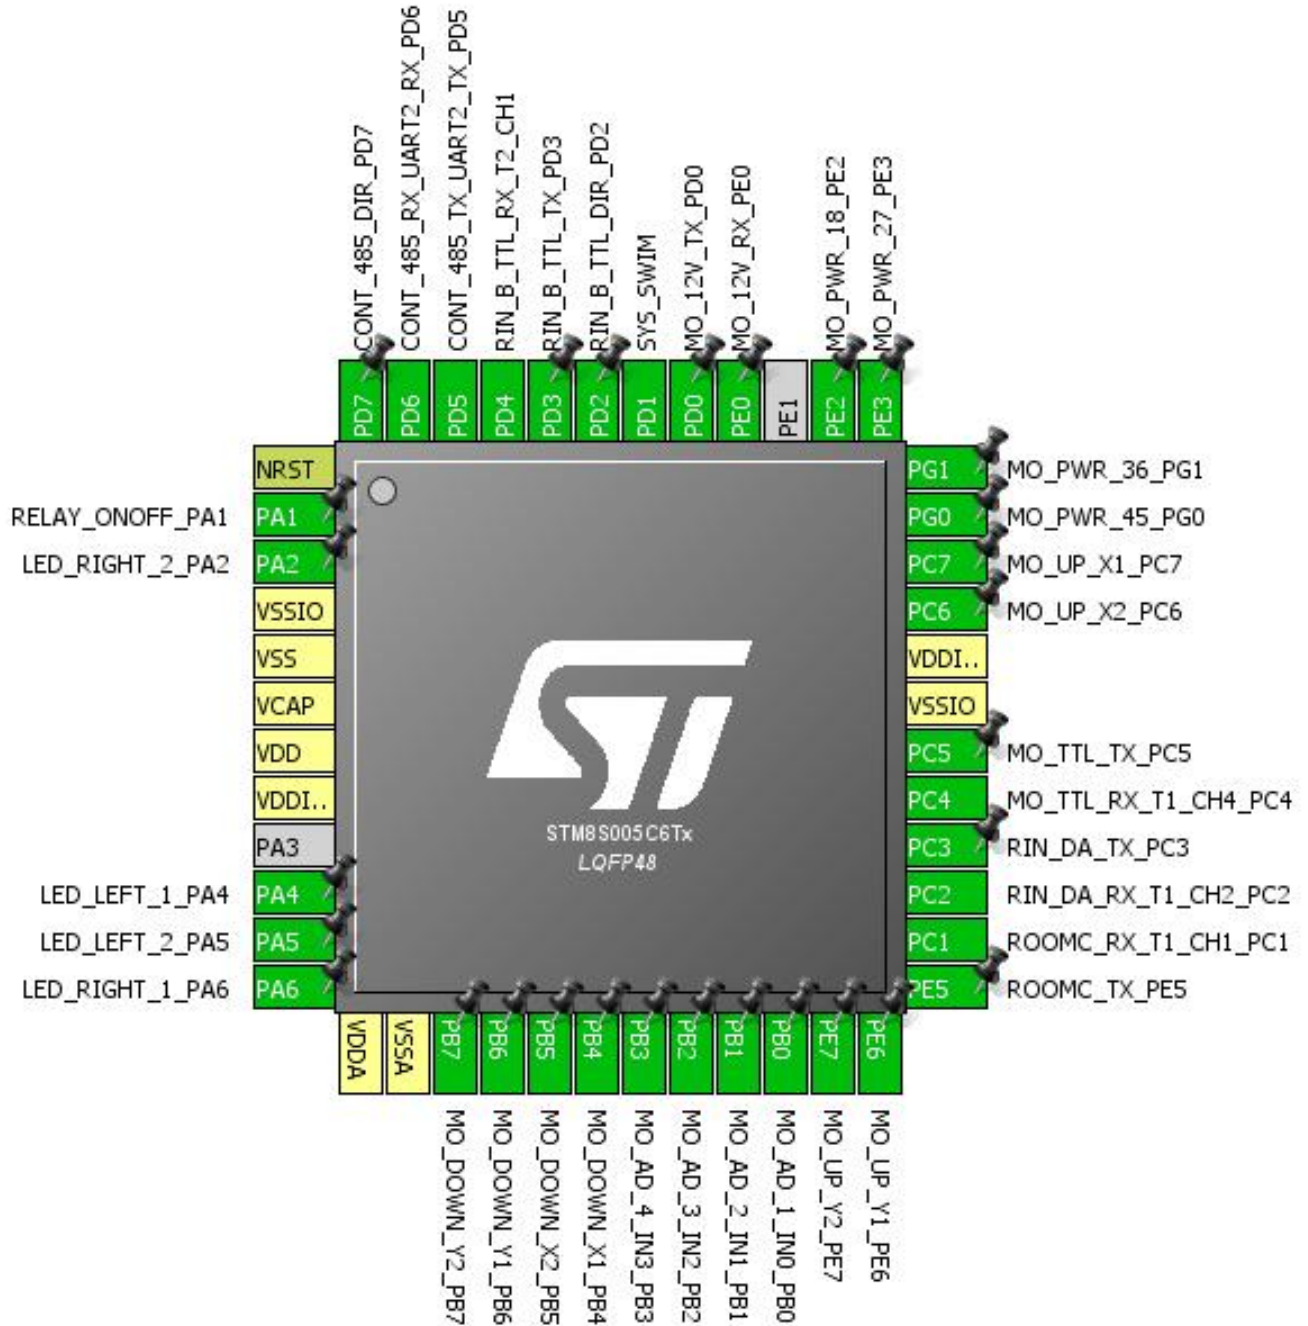 CONT_485_DIR_PD7
CONT_485_RX_UART2_RX_PD6
CONT_485_TX_UART2_TX_PD5
RIN_B_TTL_RX_T2_CH1
RIN_B_TTL_TX_PD3
RIN_B_TTL_DIR_PD2
SYS_SWIM
MO_12V_TX_PD0
MO_12V_RX_PE0
MO_PWR_18_PE2
MO_PWR_27_PE3
PD7
PD6
PD5
PD4
PD3
PD2
PD1
PD0
PE0
PE1
PE2
PE3
NRST
RELAY_ONOFF_PA1 PA1
LED_RIGHT_2_PA2 PA2
VSSIO
VSS
VCAP
VDD
VDDI..
PA3
LED_LEFT_1_PA4 PA4
LED_LEFT_2_PA5 PA5
LED_RIGHT_1_PA6 PA6
ST
STM8S005C6Tx
LQFP48
PG1 MO_PWR_36_PG1
PG0 MO_PWR_45_PG0
PC7 MO_UP_X1_PC7
PC6 MO_UP_X2_PC6
VDDI..
VSSIO
PC5 MO_TTL_TX_PC5
PC4 MO_TTL_RX_T1_CH4_PC4
PC3 RIN_DA_TX_PC3
PC2 RIN_DA_RX_T1_CH2_PC2
PC1 ROOMC_RX_T1_CH1_PC1
PE5 ROOMC_TX_PE5
VDDA
VSSA
PB7
PB6
PB5
PB4
PB3
PB2
PB1
PB0
PE7
PE6
MO_DOWN_Y2_PB7
MO_DOWN_Y1_PB6
MO_DOWN_X2_PB5
MO_DOWN_X1_PB4
MO_AD_4_IN3_PB3
MO_AD_3_IN2_PB2
MO_AD_2_IN1_PB1
MO_AD_1_IN0_PB0
MO_UP_Y2_PE7
MO_UP_Y1_PE6